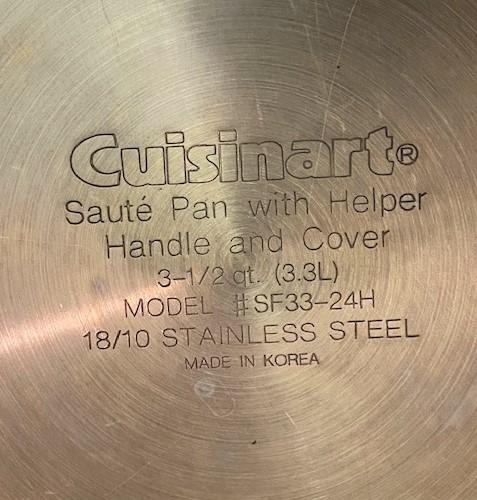 Cuisinart®
Sauté Pan with Helper
Handle and Cover
3-1/2 qt. (3.3L)
MODEL #SF33-24H
18/10 STAINLESS STEEL
MADE IN KOREA